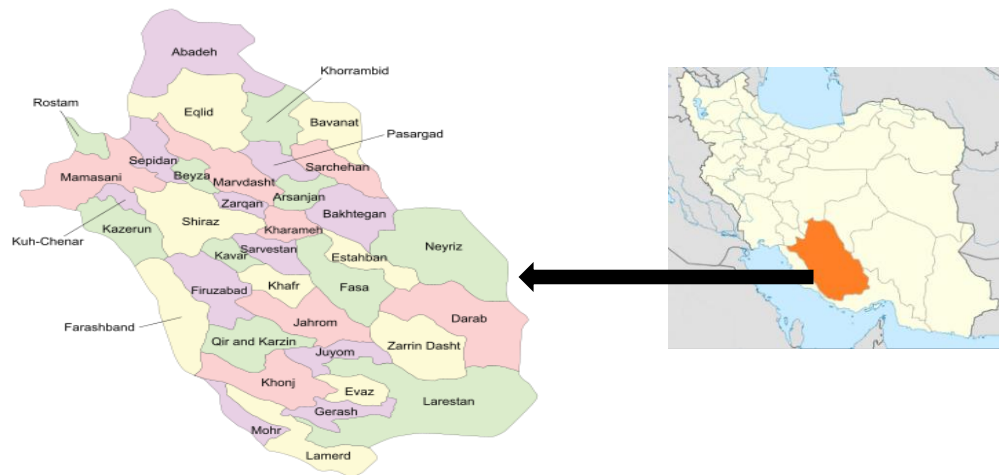 Abadeh
Khorrambid
Rostam
Eqlid
Bavanat
Pasargad
Sepidan
Sarchehan
Mamasani
Beyza
Marvdasht
Arsanjan
Zarqan
Bakhtegan
Shiraz
Kuh-Chenar
Kazerun
Kharameh
Neyriz
Sarvestan
Kavar
Estahban
Firuzabad
Khafr
Fasa
Farashband
Jahrom
Darab
Qir and Karzin
Juyom
Zarrin Dasht
Khonj
Evaz
Larestan
Gerash
Mohr
Lamerd